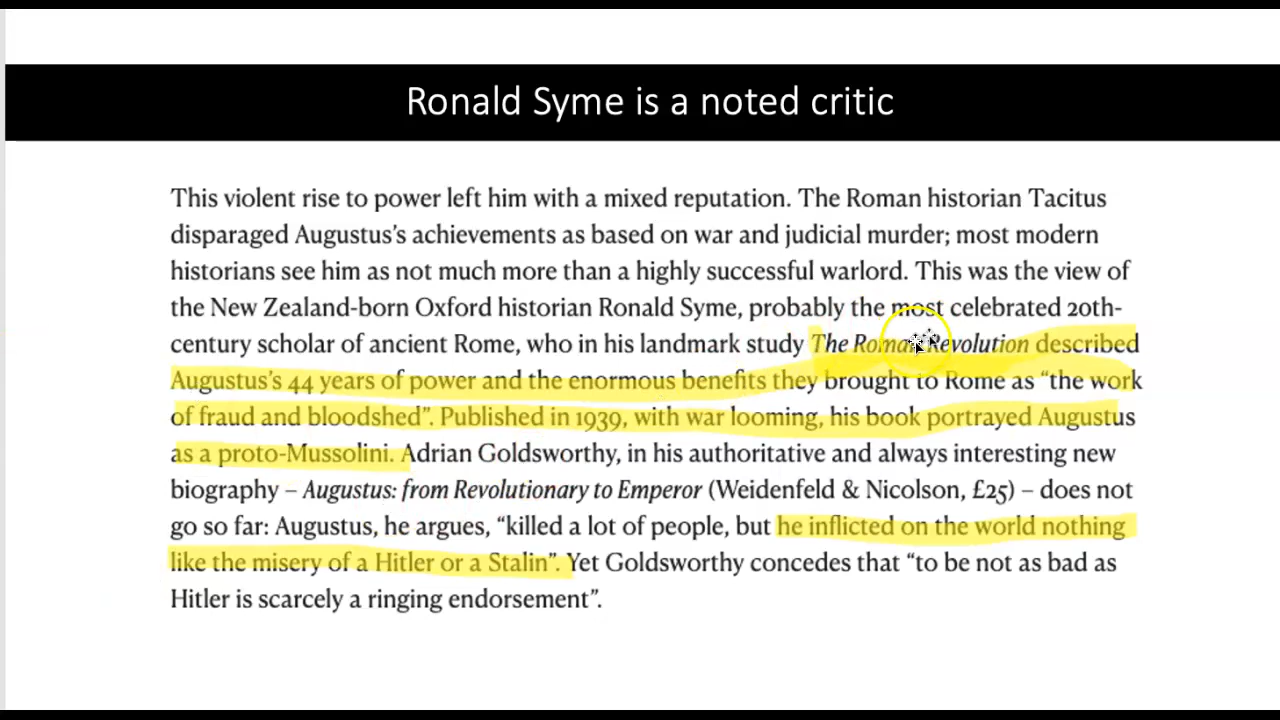 Ronald Syme is a noted critic
This violent rise to power left him with a mixed reputation. The Roman historian Tacitus
disparaged Augustus’s achievements as based on war and judicial murder; most modern
historians see him as not much more than a highly successful warlord. This was the view of
the New Zealand-born Oxford historian Ronald Syme, probably the most celebrated 20th-
century scholar of ancient Rome, who in his landmark study The Roman Revolution described
Augustus’s 44 years of power and the enormous benefits they brought to Rome as “the work
of fraud and bloodshed”. Published in 1939, with war looming, his book portrayed Augustus
as a proto-Mussolini. Adrian Goldsworthy, in his authoritative and always interesting new
biography – Augustus: from Revolutionary to Emperor (Weidenfeld & Nicolson, £25) – does not
go so far: Augustus, he argues, “killed a lot of people, but he inflicted on the world nothing
like the misery of a Hitler or a Stalin”. Yet Goldsworthy concedes that “to be not as bad as
Hitler is scarcely a ringing endorsement”.